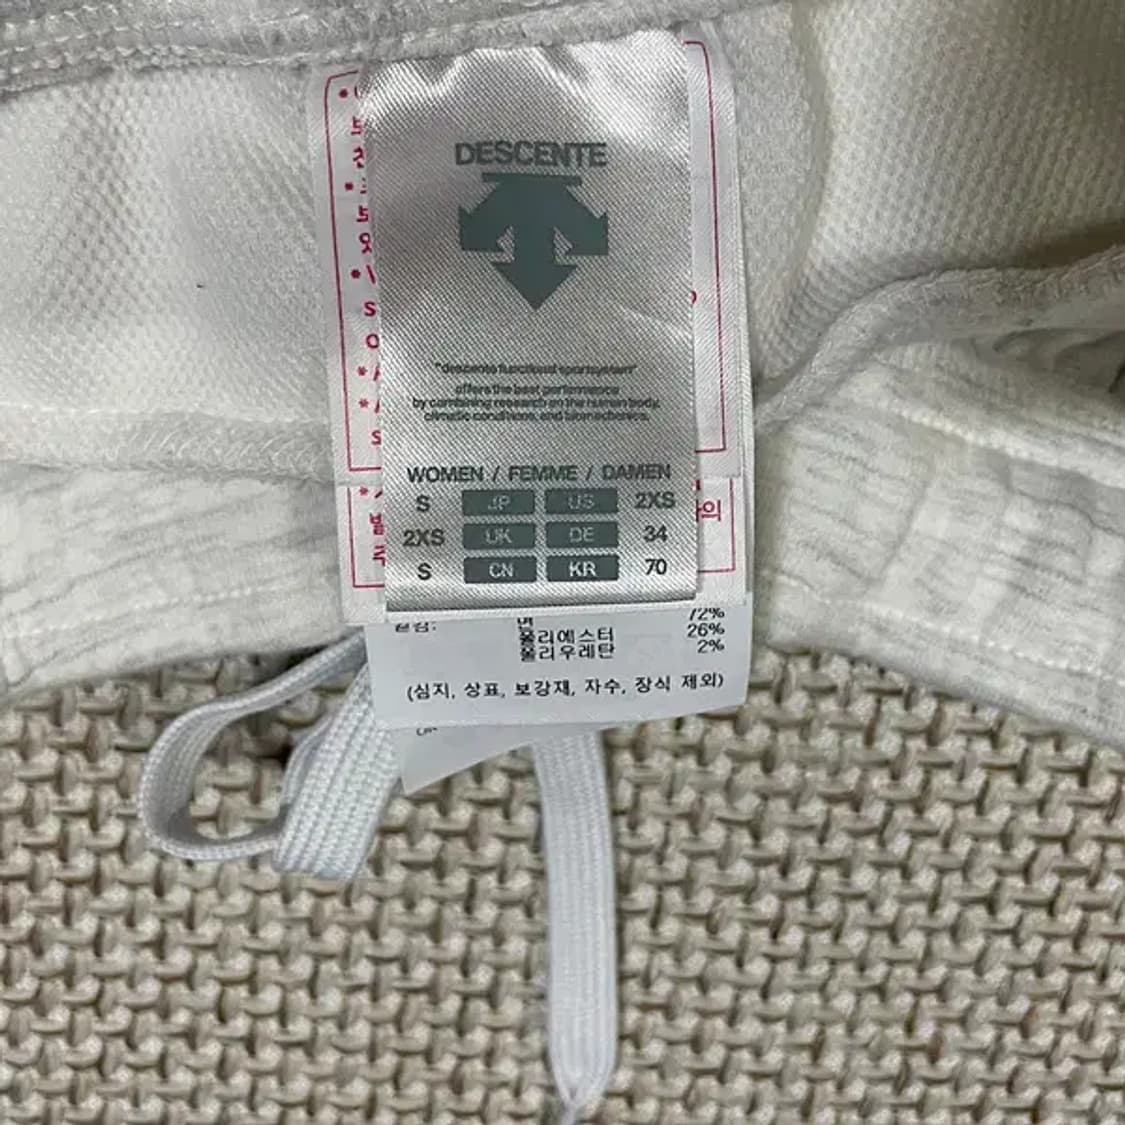 DESCENTE
"descente functional sportsystem"
offers the best performance
by combining research on the human body,
climatic conditions, and biomechanics.
WOMEN / FEMME / DAMEN
S JP US 2XS
2XS UK DE 34
S CN KR 70
의
면 72%
폴리에스터 26%
폴리우레탄 2%
(심지, 상표, 보강재, 자수, 장식 제외)